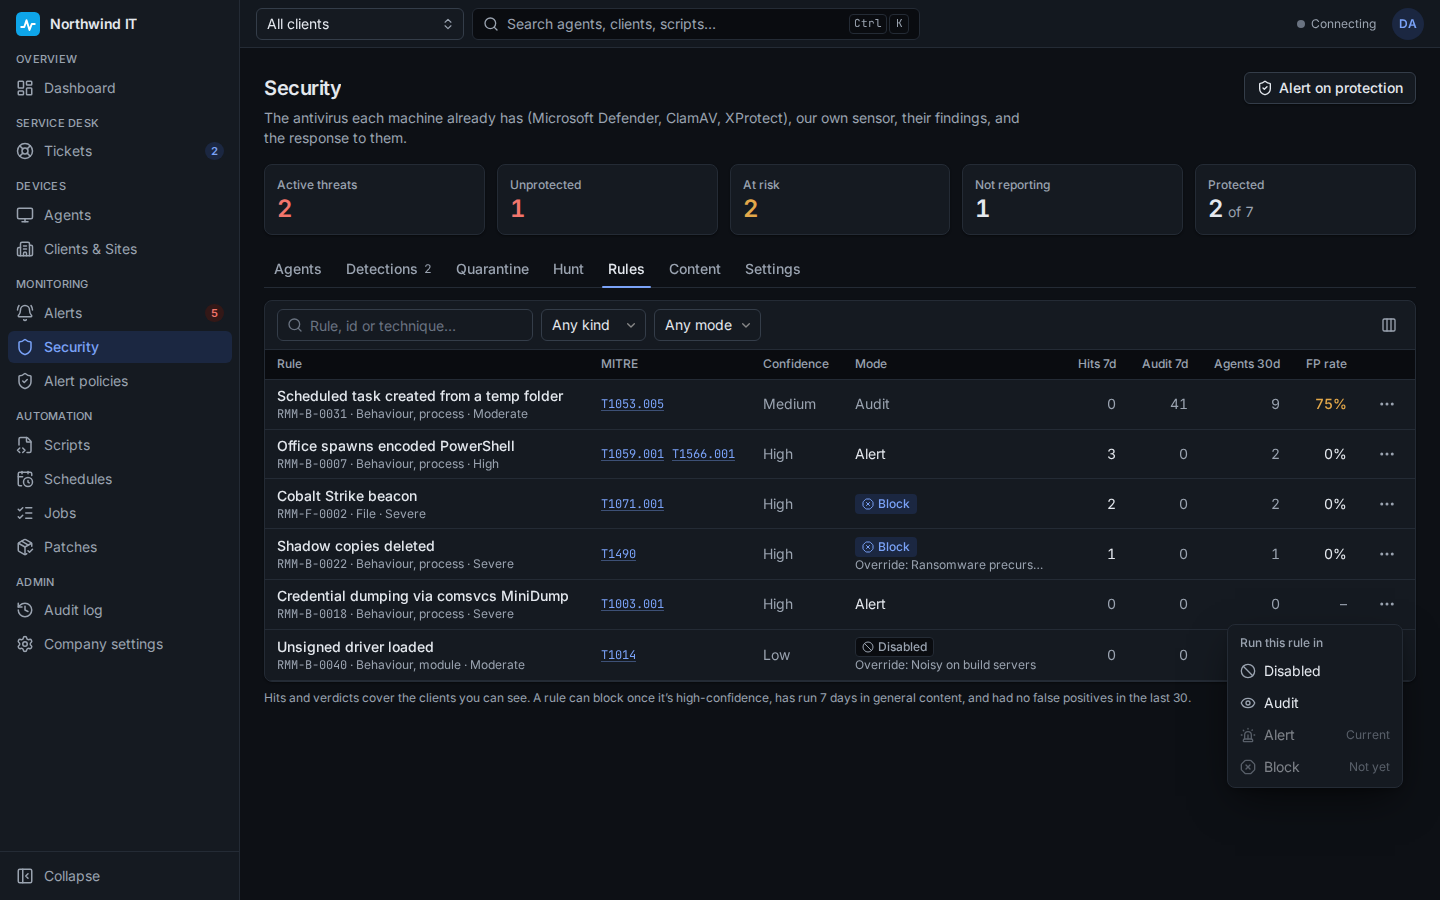 Northwind IT
All clients
Search agents, clients, scripts...
Ctrl K
Connecting
DA
OVERVIEW
Dashboard
SERVICE DESK
Tickets 2
DEVICES
Agents
Clients & Sites
MONITORING
Alerts 5
Security
Alert policies
AUTOMATION
Scripts
Schedules
Jobs
Patches
ADMIN
Audit log
Company settings
Collapse
Security
Alert on protection
The antivirus each machine already has (Microsoft Defender, ClamAV, XProtect), our own sensor, their findings, and
the response to them.
Active threats
2
Unprotected
1
At risk
2
Not reporting
1
Protected
2 of 7
Agents Detections 2 Quarantine Hunt Rules Content Settings
Rule, id or technique... Any kind Any mode
Rule MITRE Confidence Mode Hits 7d Audit 7d Agents 30d FP rate
Scheduled task created from a temp folder
RMM-B-0031 · Behaviour, process · Moderate
T1053.005 Medium Audit 0 41 9 75%
Office spawns encoded PowerShell
RMM-B-0007 · Behaviour, process · High
T1059.001 T1566.001 High Alert 3 0 2 0%
Cobalt Strike beacon
RMM-F-0002 · File · Severe
T1071.001 High Block 2 0 2 0%
Shadow copies deleted
RMM-B-0022 · Behaviour, process · Severe
T1490 High Block 1 0 1 0%
Override: Ransomware precurs...
Credential dumping via comsvcs MiniDump
RMM-B-0018 · Behaviour, process · Severe
T1003.001 High Alert 0 0 0 –
Unsigned driver loaded
RMM-B-0040 · Behaviour, module · Moderate
T1014 Low Disabled 0 0
Override: Noisy on build servers
Hits and verdicts cover the clients you can see. A rule can block once it's high-confidence, has run 7 days in general content, and had no false positives in the last 30.
Run this rule in
Disabled
Audit
Alert Current
Block Not yet